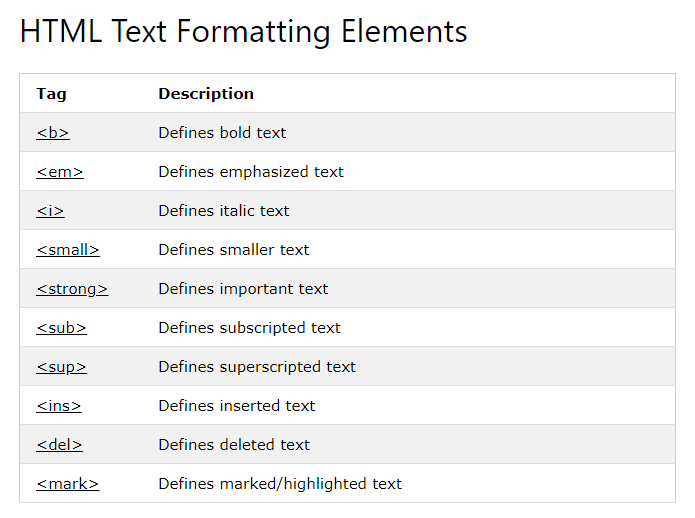 HTML Text Formatting Elements
Tag Description
<b> Defines bold text
<em> Defines emphasized text
<i> Defines italic text
<small> Defines smaller text
<strong> Defines important text
<sub> Defines subscripted text
<sup> Defines superscripted text
<ins> Defines inserted text
<del> Defines deleted text
<mark> Defines marked/highlighted text